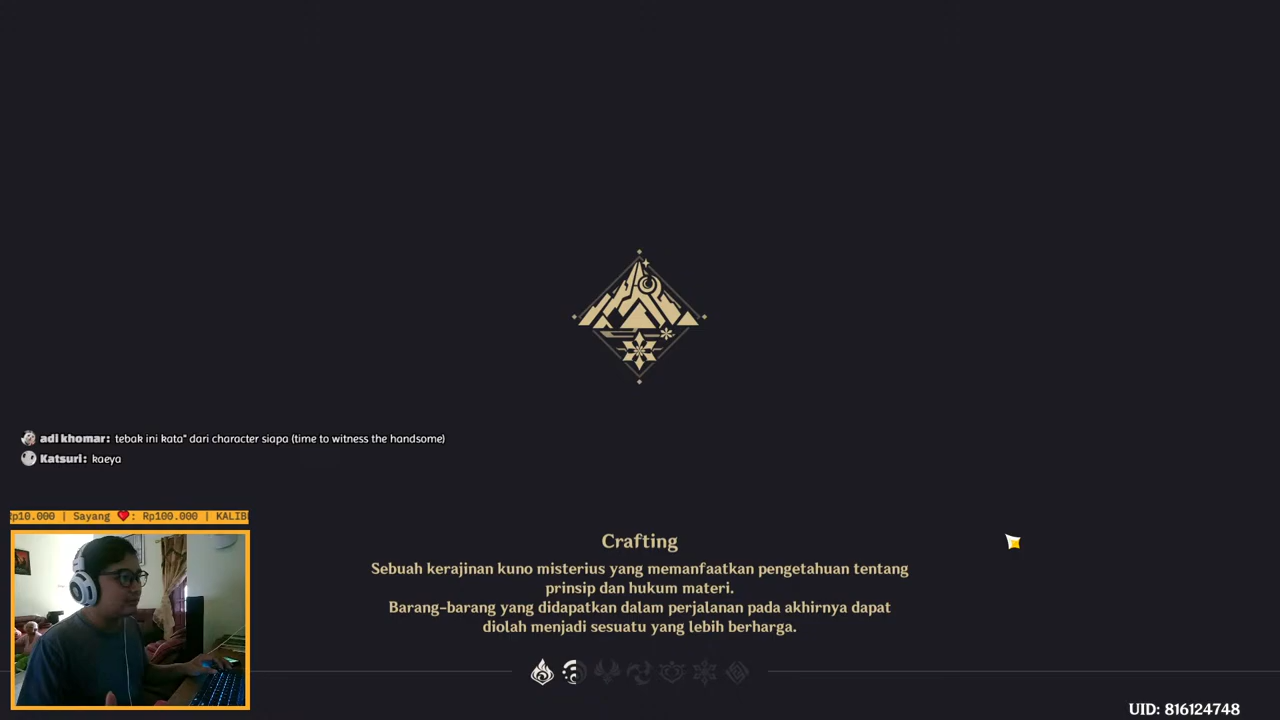 adi khomar: tebak ini kata" dari character siapa (time to witness the handsome)
Katsuri: kaeya
Rp10.000 | Sayang ❤️: Rp100.000 |
Crafting
Sebuah kerajinan kuno misterius yang memanfaatkan pengetahuan tentang
prinsip dan hukum materi.
Barang-barang yang didapatkan dalam perjalanan pada akhirnya dapat
diolah menjadi sesuatu yang lebih berharga.
UID: 816124748